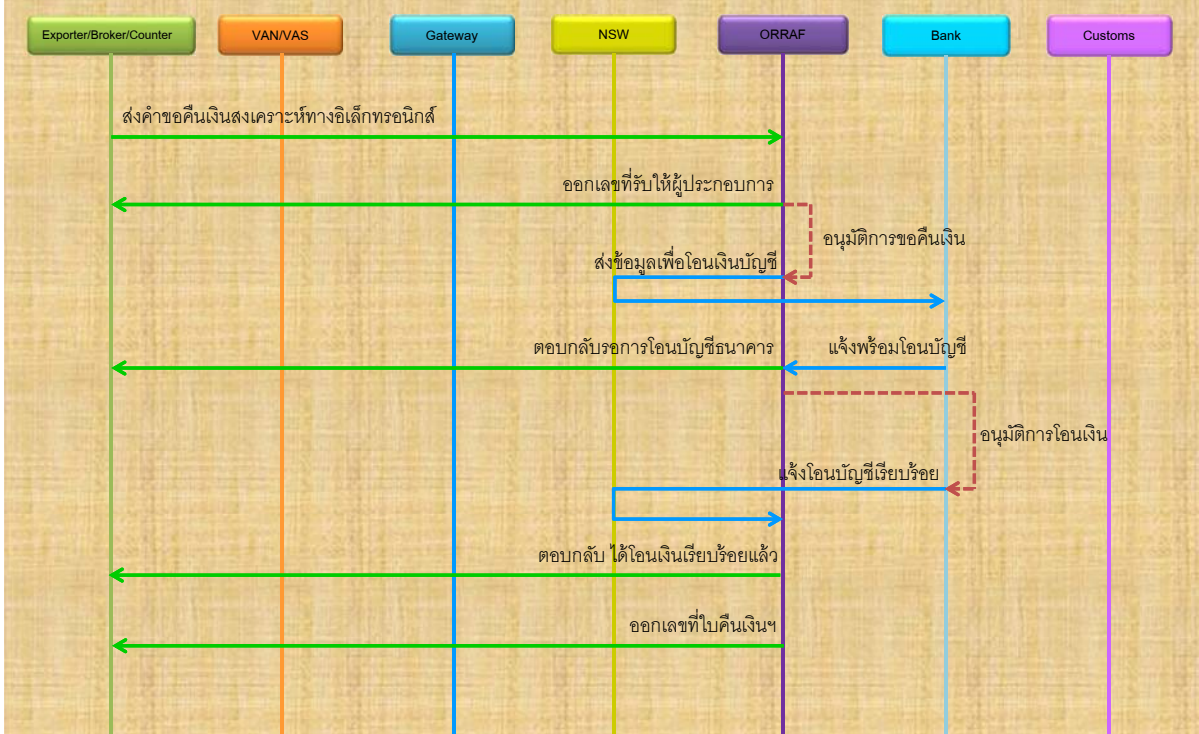 Exporter/Broker/Counter
VAN/VAS
Gateway
NSW
ORRAF
Bank
Customs
ส่งคำขอคืนเงินสงเคราะห์ทางอิเล็กทรอนิกส์
ออกเลขที่รับให้ผู้ประกอบการ
อนุมัติการขอคืนเงิน
ส่งข้อมูลเพื่อโอนเงินบัญชี
ตอบกลับรอการโอนบัญชีธนาคาร
แจ้งพร้อมโอนบัญชี
อนุมัติการโอนเงิน
แจ้งโอนบัญชีเรียบร้อย
ตอบกลับ ได้โอนเงินเรียบร้อยแล้ว
ออกเลขที่ใบคืนเงินฯ